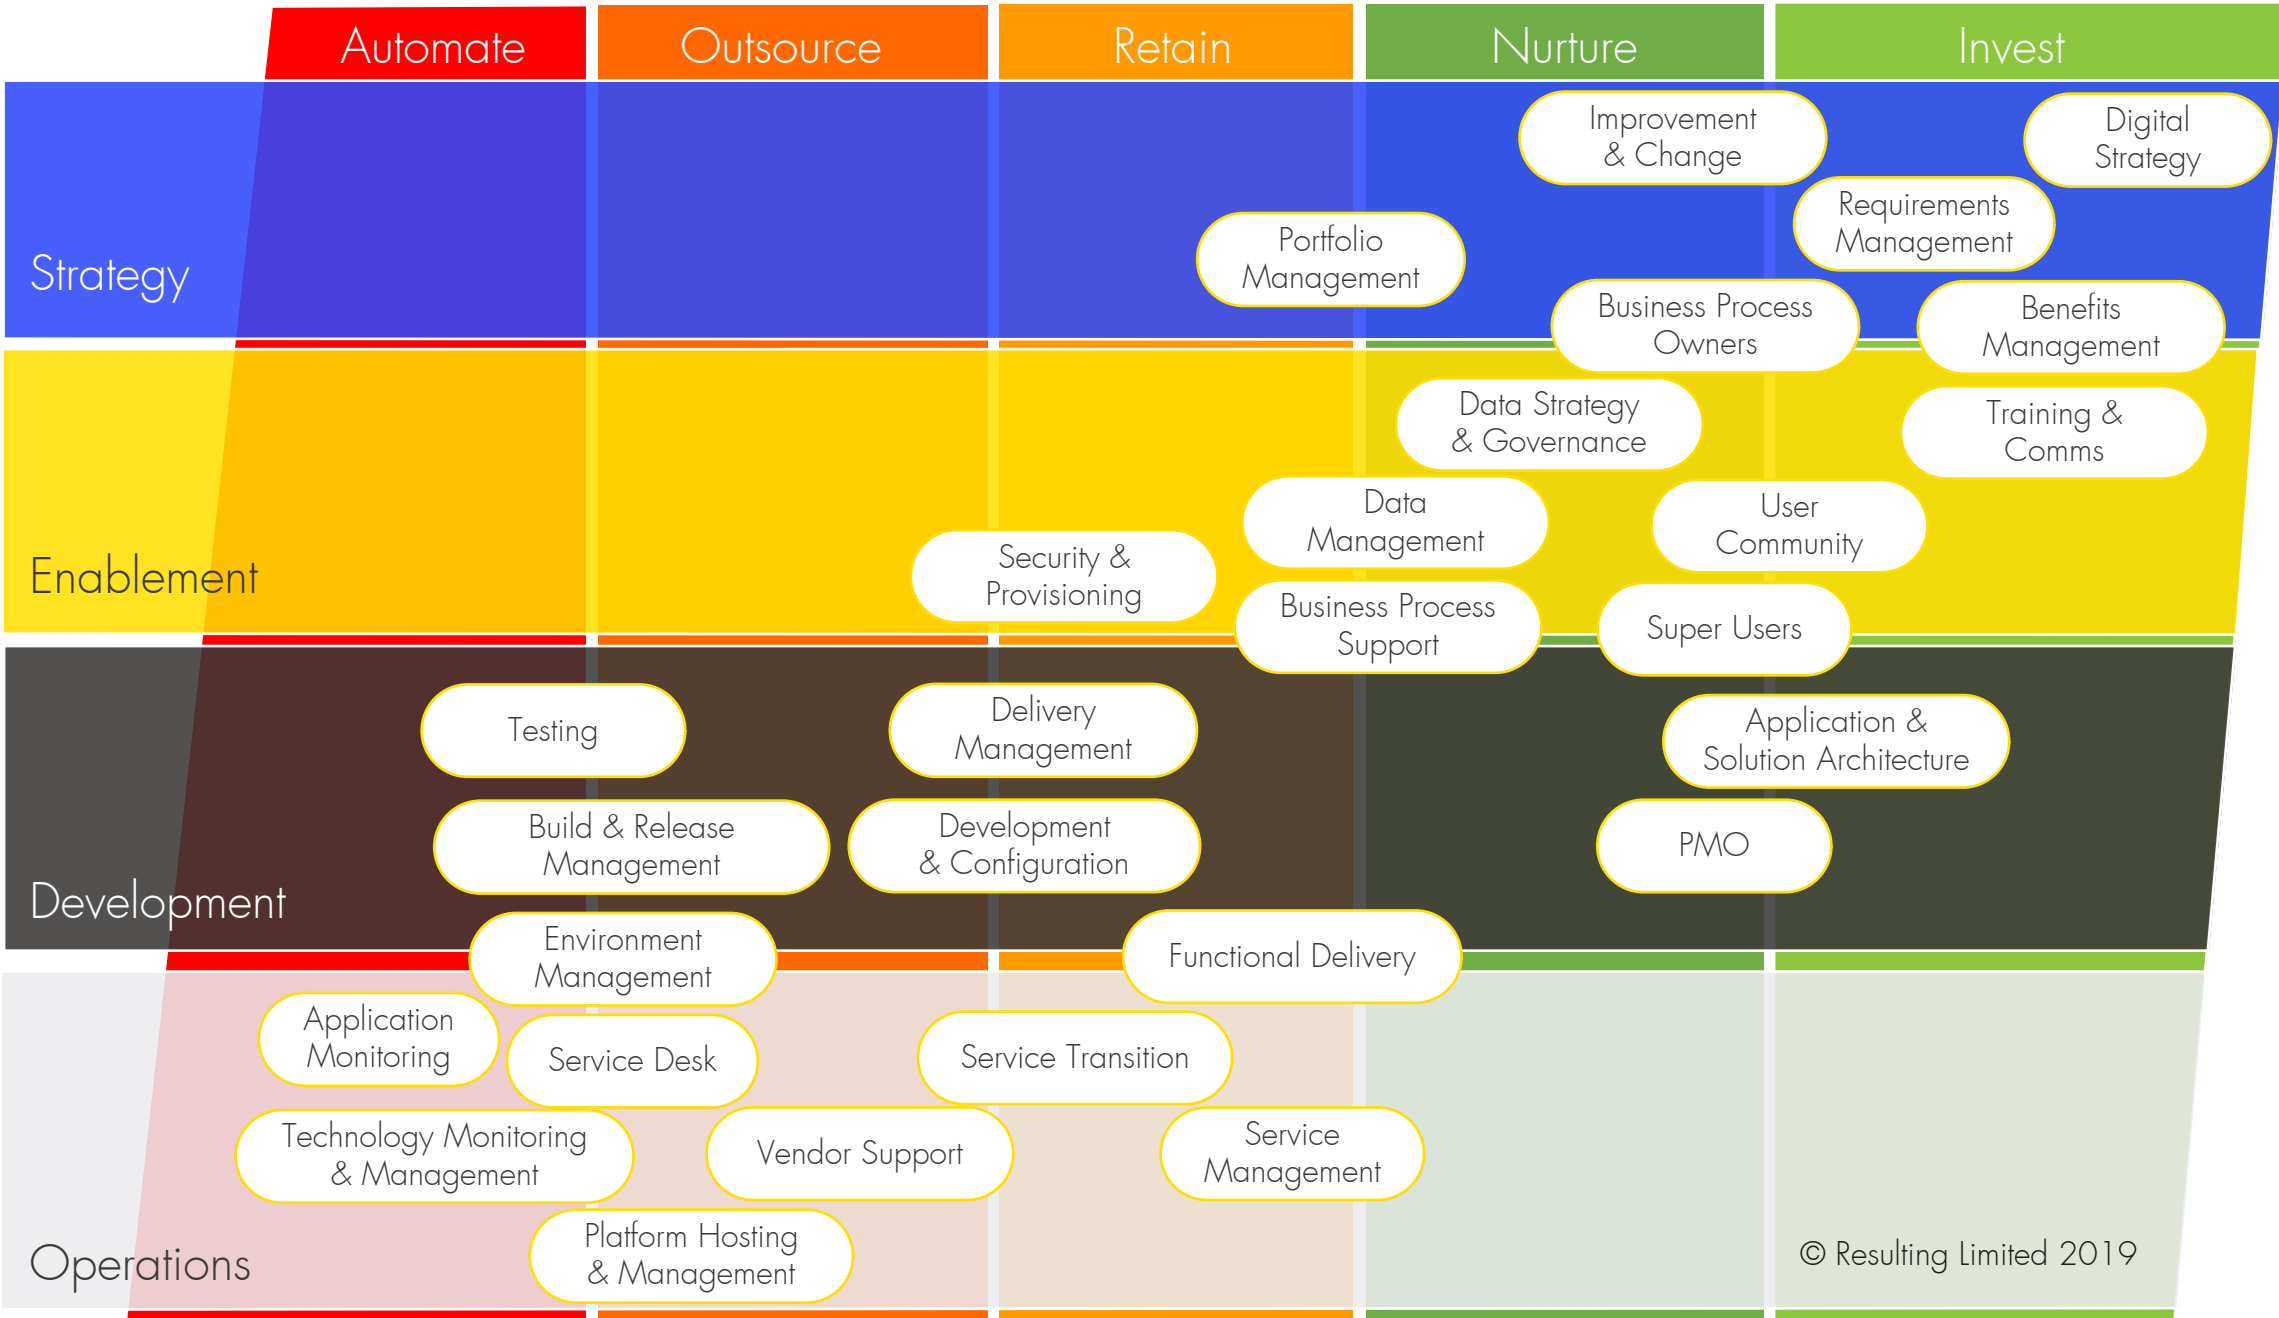 Automate
Outsource
Retain
Nurture
Invest
Strategy
Improvement
& Change
Digital
Strategy
Requirements
Management
Portfolio
Management
Business Process
Owners
Benefits
Management
Enablement
Data Strategy
& Governance
Training &
Comms
Data
Management
User
Community
Security &
Provisioning
Business Process
Support
Super Users
Development
Testing
Delivery
Management
Application &
Solution Architecture
Build & Release
Management
Development
& Configuration
PMO
Environment
Management
Functional Delivery
Operations
Application
Monitoring
Service Desk
Service Transition
Technology Monitoring
& Management
Vendor Support
Service
Management
Platform Hosting
& Management
© Resulting Limited 2019